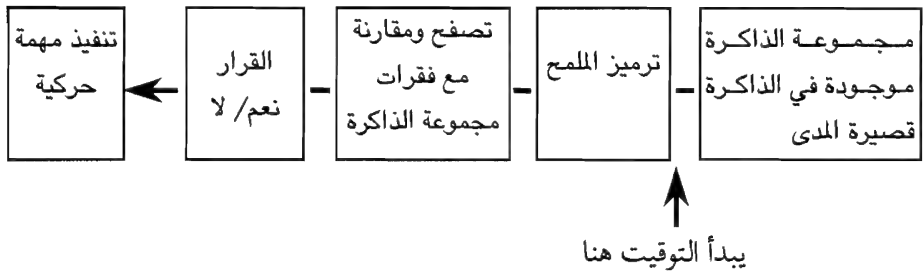 مجموعة الذاكرة
موجودة في الذاكرة
قصيرة المدى
ترميز الملمح
تصفح ومقارنة
مع فقرات
مجموعة الذاكرة
القرار
نعم/ لا
تنفيذ مهمة
حركية
يبدأ التوقيت هنا